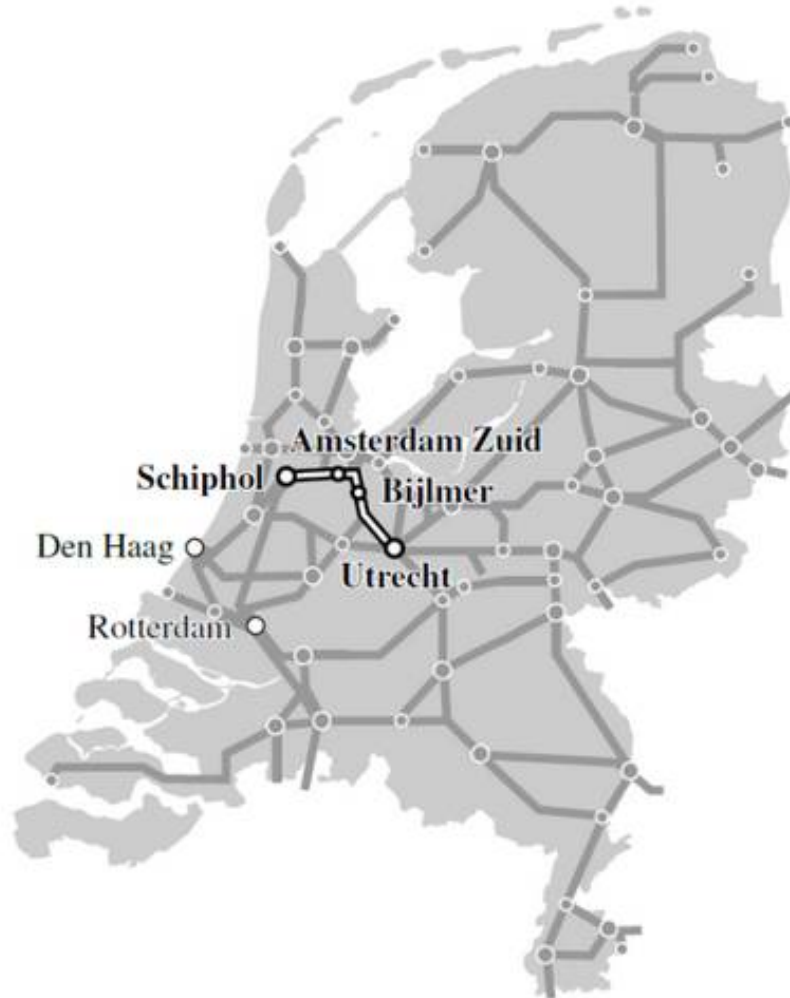 Amsterdam Zuid
Schiphol
Bijlmer
Den Haag
Utrecht
Rotterdam